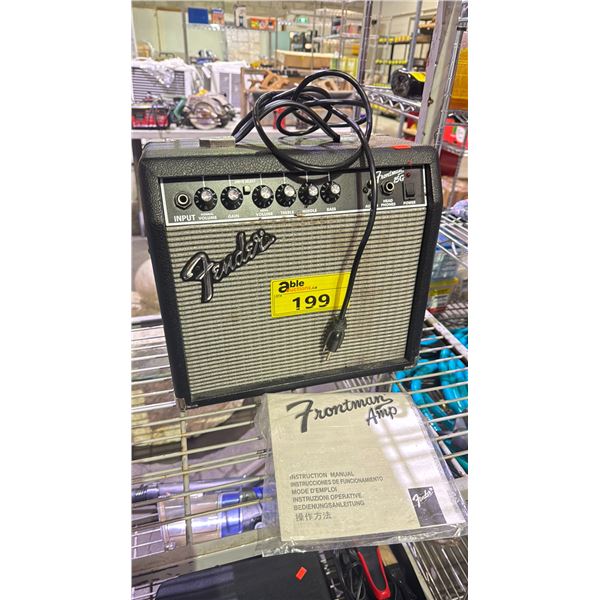 Frontman
15G
INPUT
VOLUME GAIN VOLUME TREBLE MIDDLE BASS
HEAD
PHONES
POWER
Fender
able
199
Frontman
Amp
INSTRUCTION MANUAL
INSTRUCCIONES DE FUNCIONAMIENTO
MODE D'EMPLOI
INSTRUZIONI OPERATIVE
BEDIENUNGSANLEITUNG
操作方法
Fender